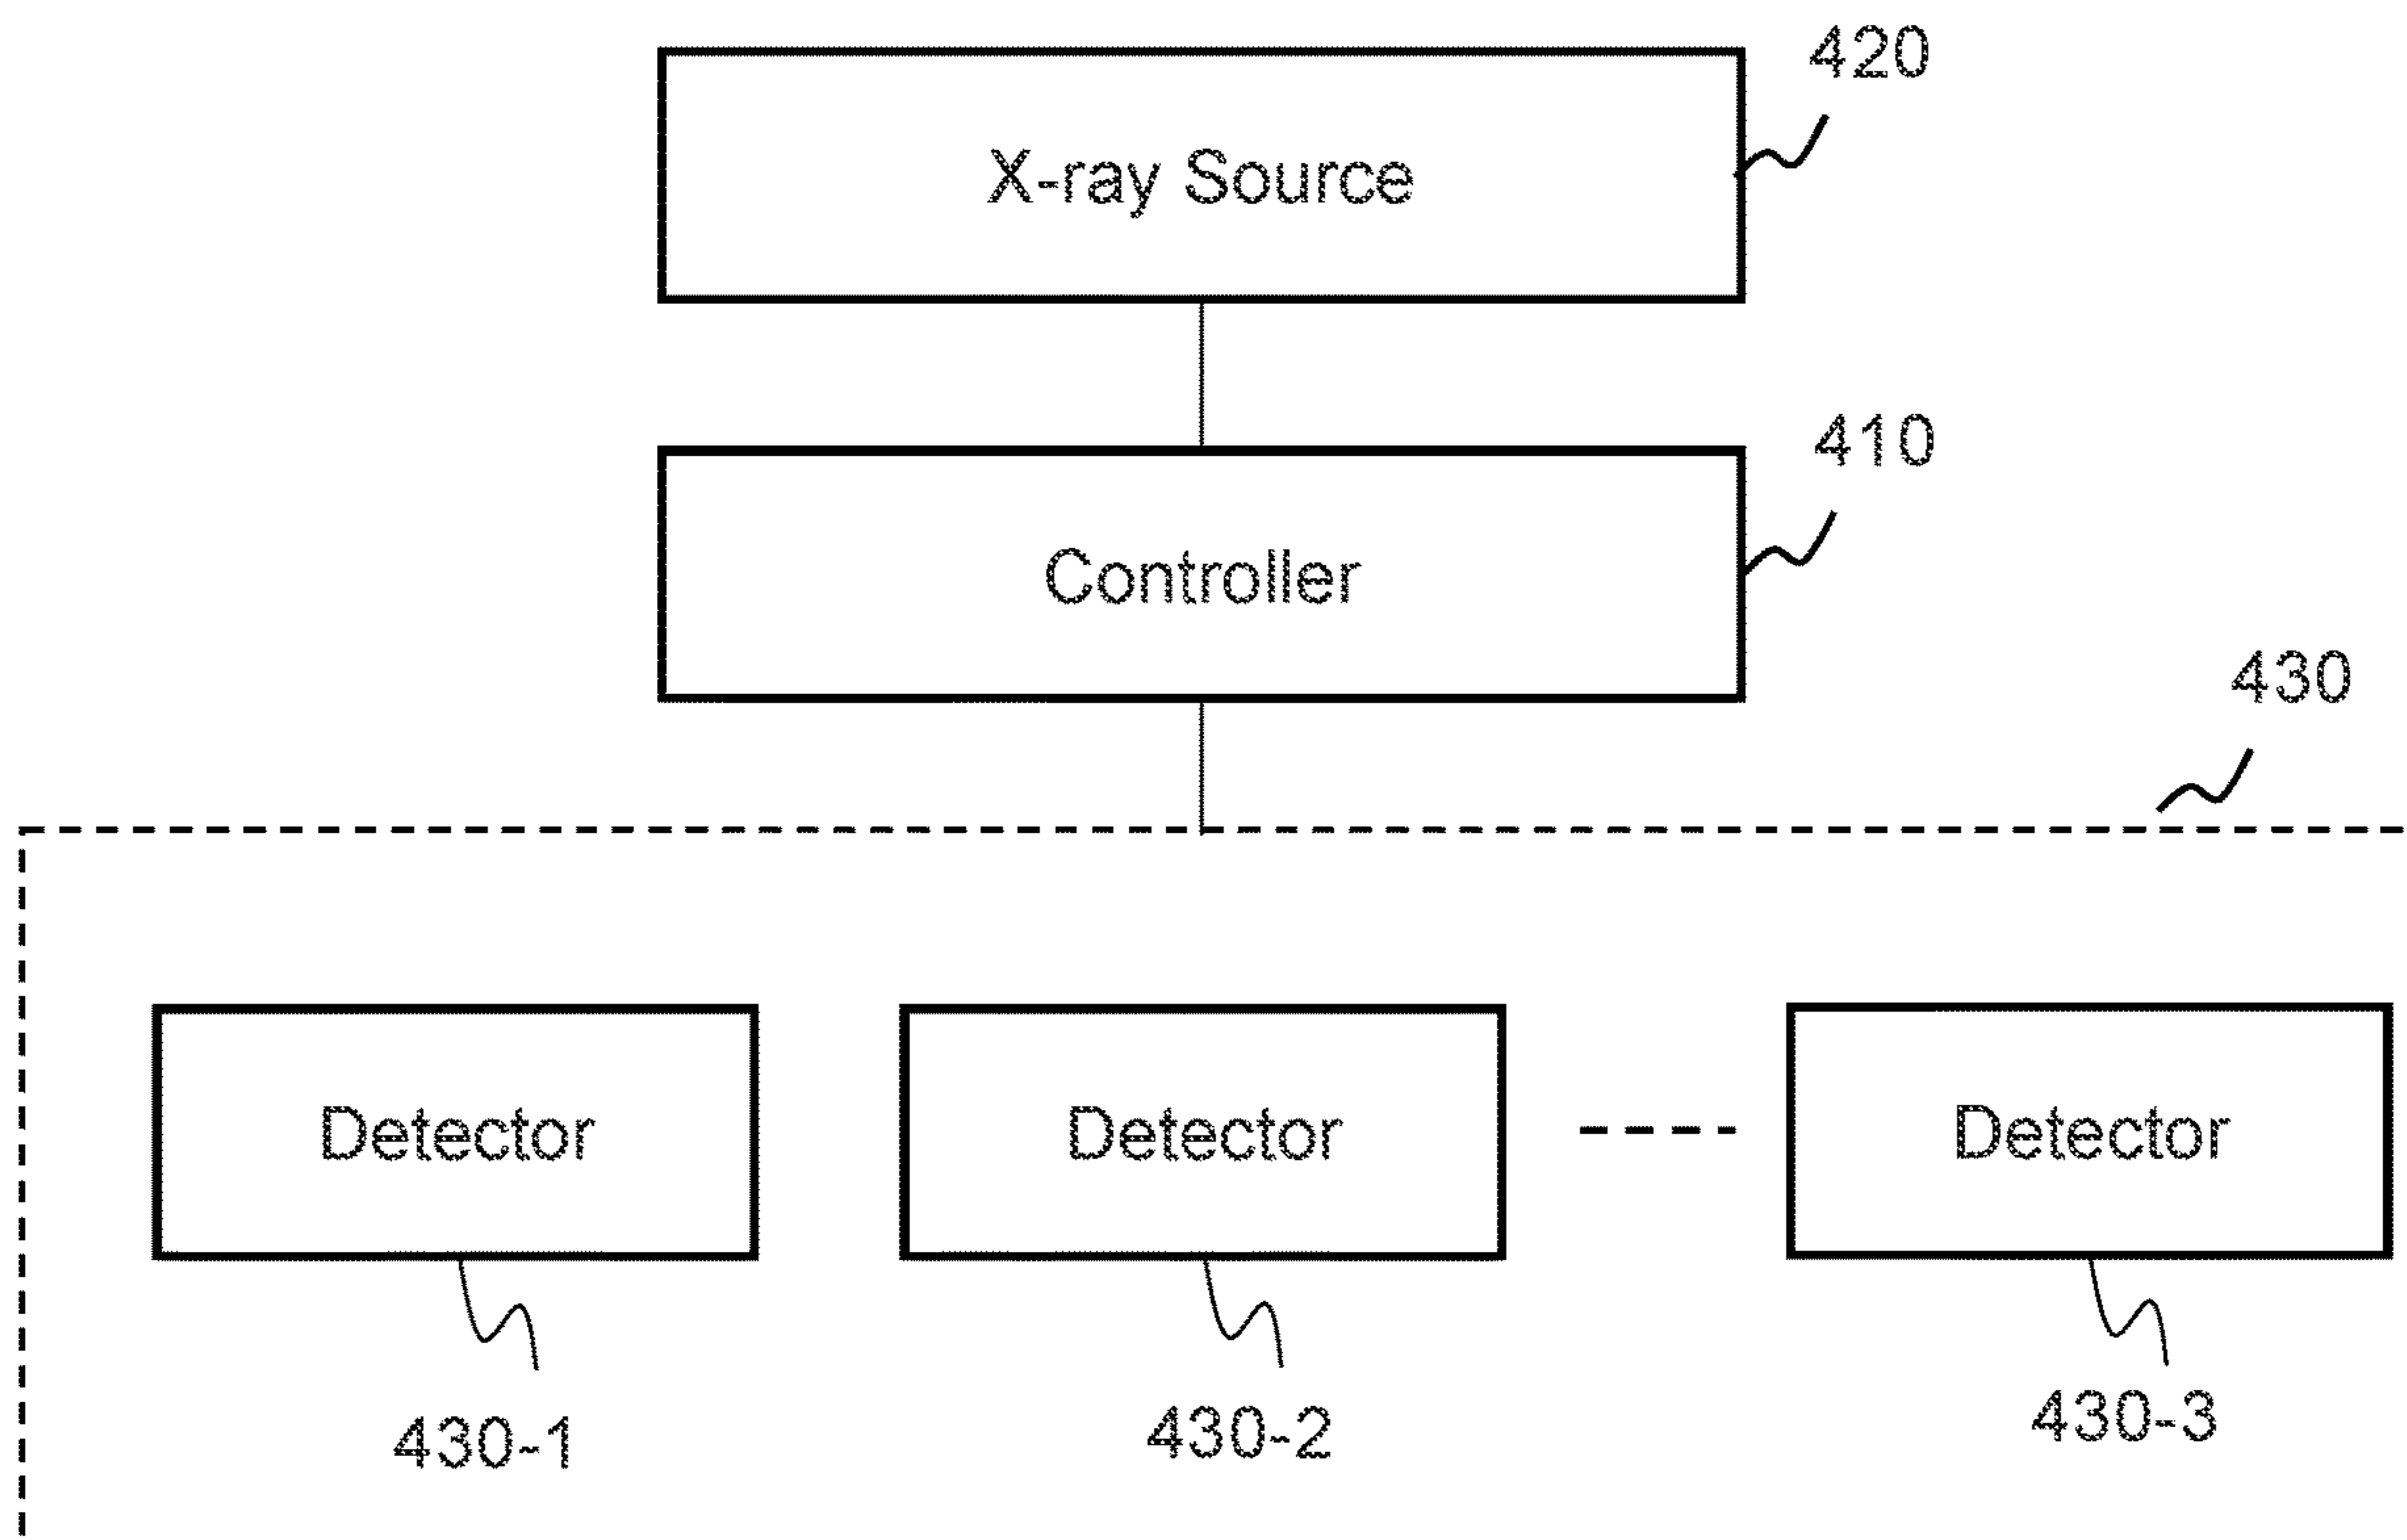 420
X-ray Source
410
Controller
430
Detector
Detector
Detector
430-1
430-2
430-3